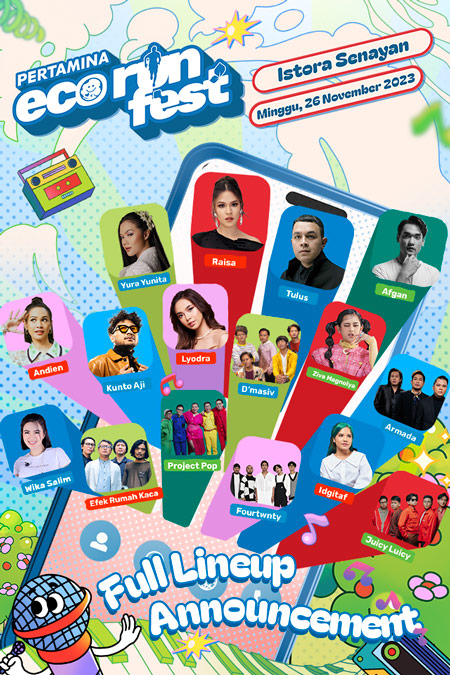 PERTAMINA
eco run
fest
Istora Senayan
Minggu, 26 November 2023
Yura Yunita
Raisa
Tulus
Afgan
Andien
Kunto Aji
Lyodra
D'masiv
Ziva Magnolya
Armada
Wika Salim
Efek Rumah Kaca
Project Pop
Fourtwnty
Idgitaf
Juicy Luicy
Full Lineup
Announcement